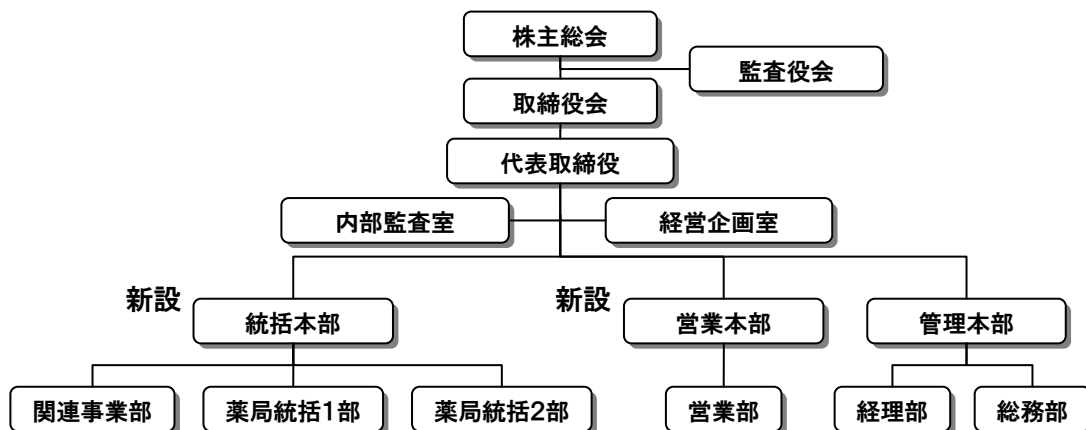 株主総会
監査役会
取締役会
代表取締役
内部監査室
経営企画室
新設
統括本部
新設
営業本部
管理本部
関連事業部
薬局統括1部
薬局統括2部
営業部
経理部
総務部